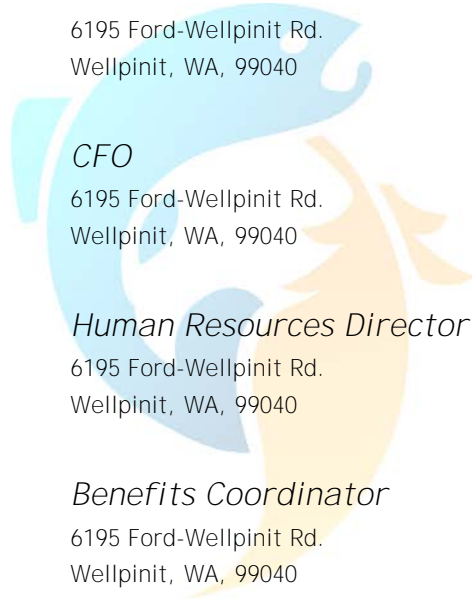 6195 Ford-Wellpinit Rd.
Wellpinit, WA, 99040
CFO
6195 Ford-Wellpinit Rd.
Wellpinit, WA, 99040
Human Resources Director
6195 Ford-Wellpinit Rd.
Wellpinit, WA, 99040
Benefits Coordinator
6195 Ford-Wellpinit Rd.
Wellpinit, WA, 99040